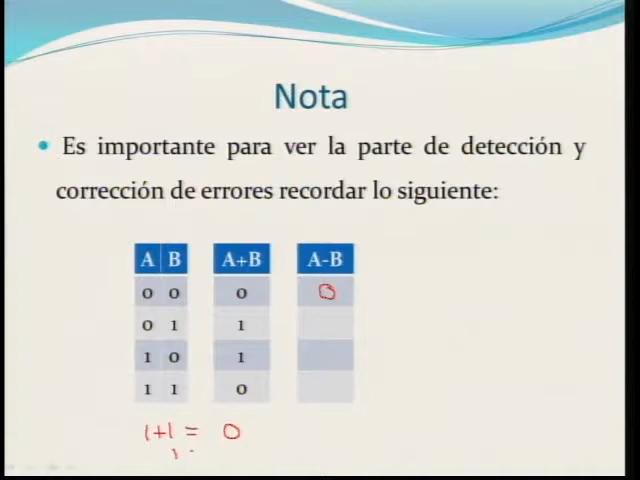 Nota
Es importante para ver la parte de detección y
corrección de errores recordar lo siguiente:
A B A+B A-B
0 0 0 0
0 1 1
1 0 1
1 1 0
1+1 = 0